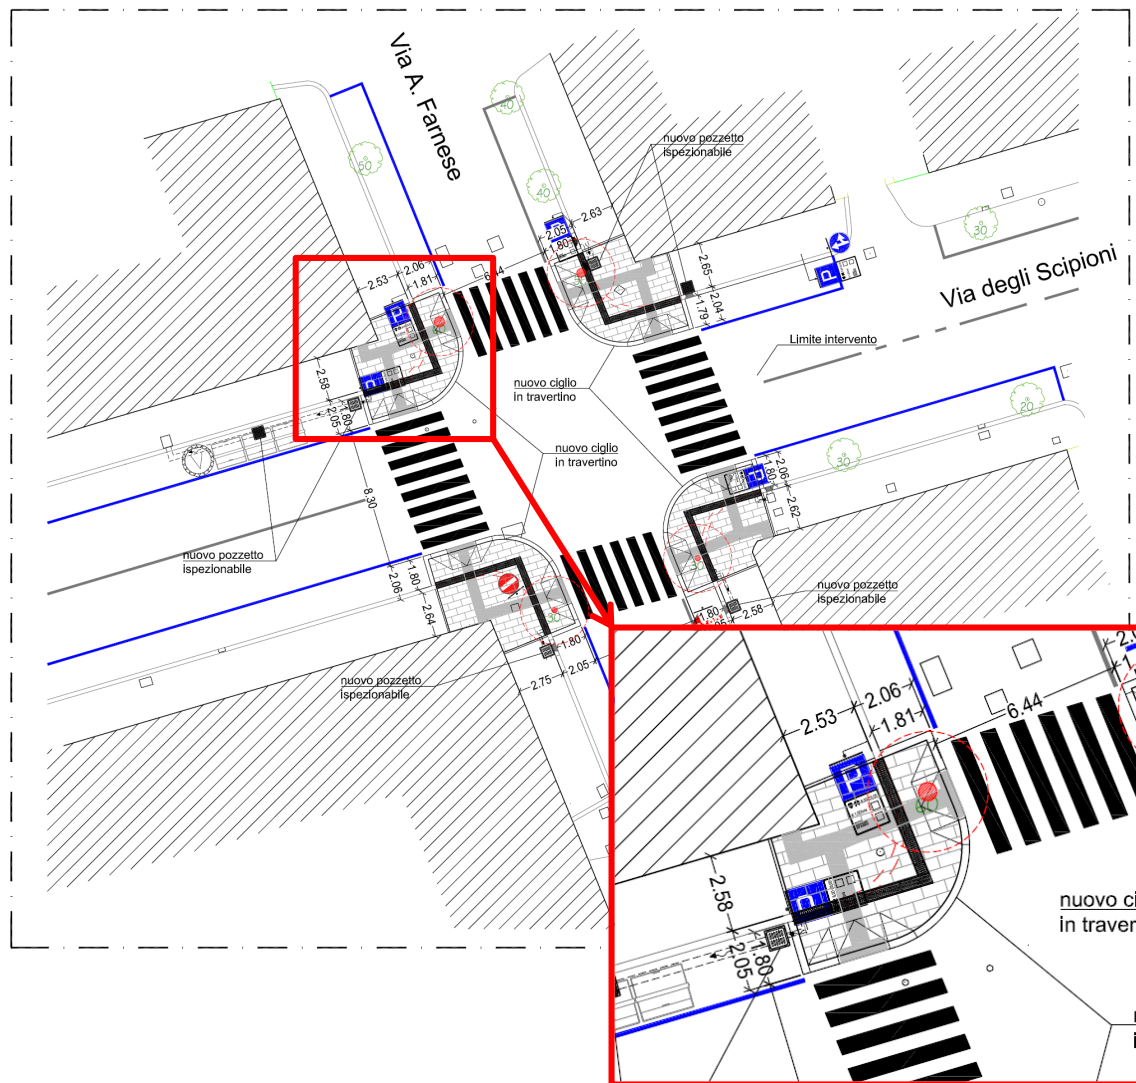 Via A. Farnese
40
nuovo pozzetto
ispezionabile
50
40
2.63
2.05
1.80
30
Via degli Scipioni
2.06
2.53
1.81
6.44
2.65
2.04
1.79
P
P
Limite intervento
nuovo ciglio
in travertino
2.58
1.80
2.05
20
nuovo ciglio
in travertino
30
2.06
1.80
2.62
8.30
nuovo pozzetto
ispezionabile
1.80
2.06
2.64
30
nuovo pozzetto
ispezionabile
1.80
2.58
1.80
2.05
2.75
nuovo pozzetto
ispezionabile
2.06
2.53
1.81
6.44
P
2.58
1.80
2.05
nuovo ci
in traver